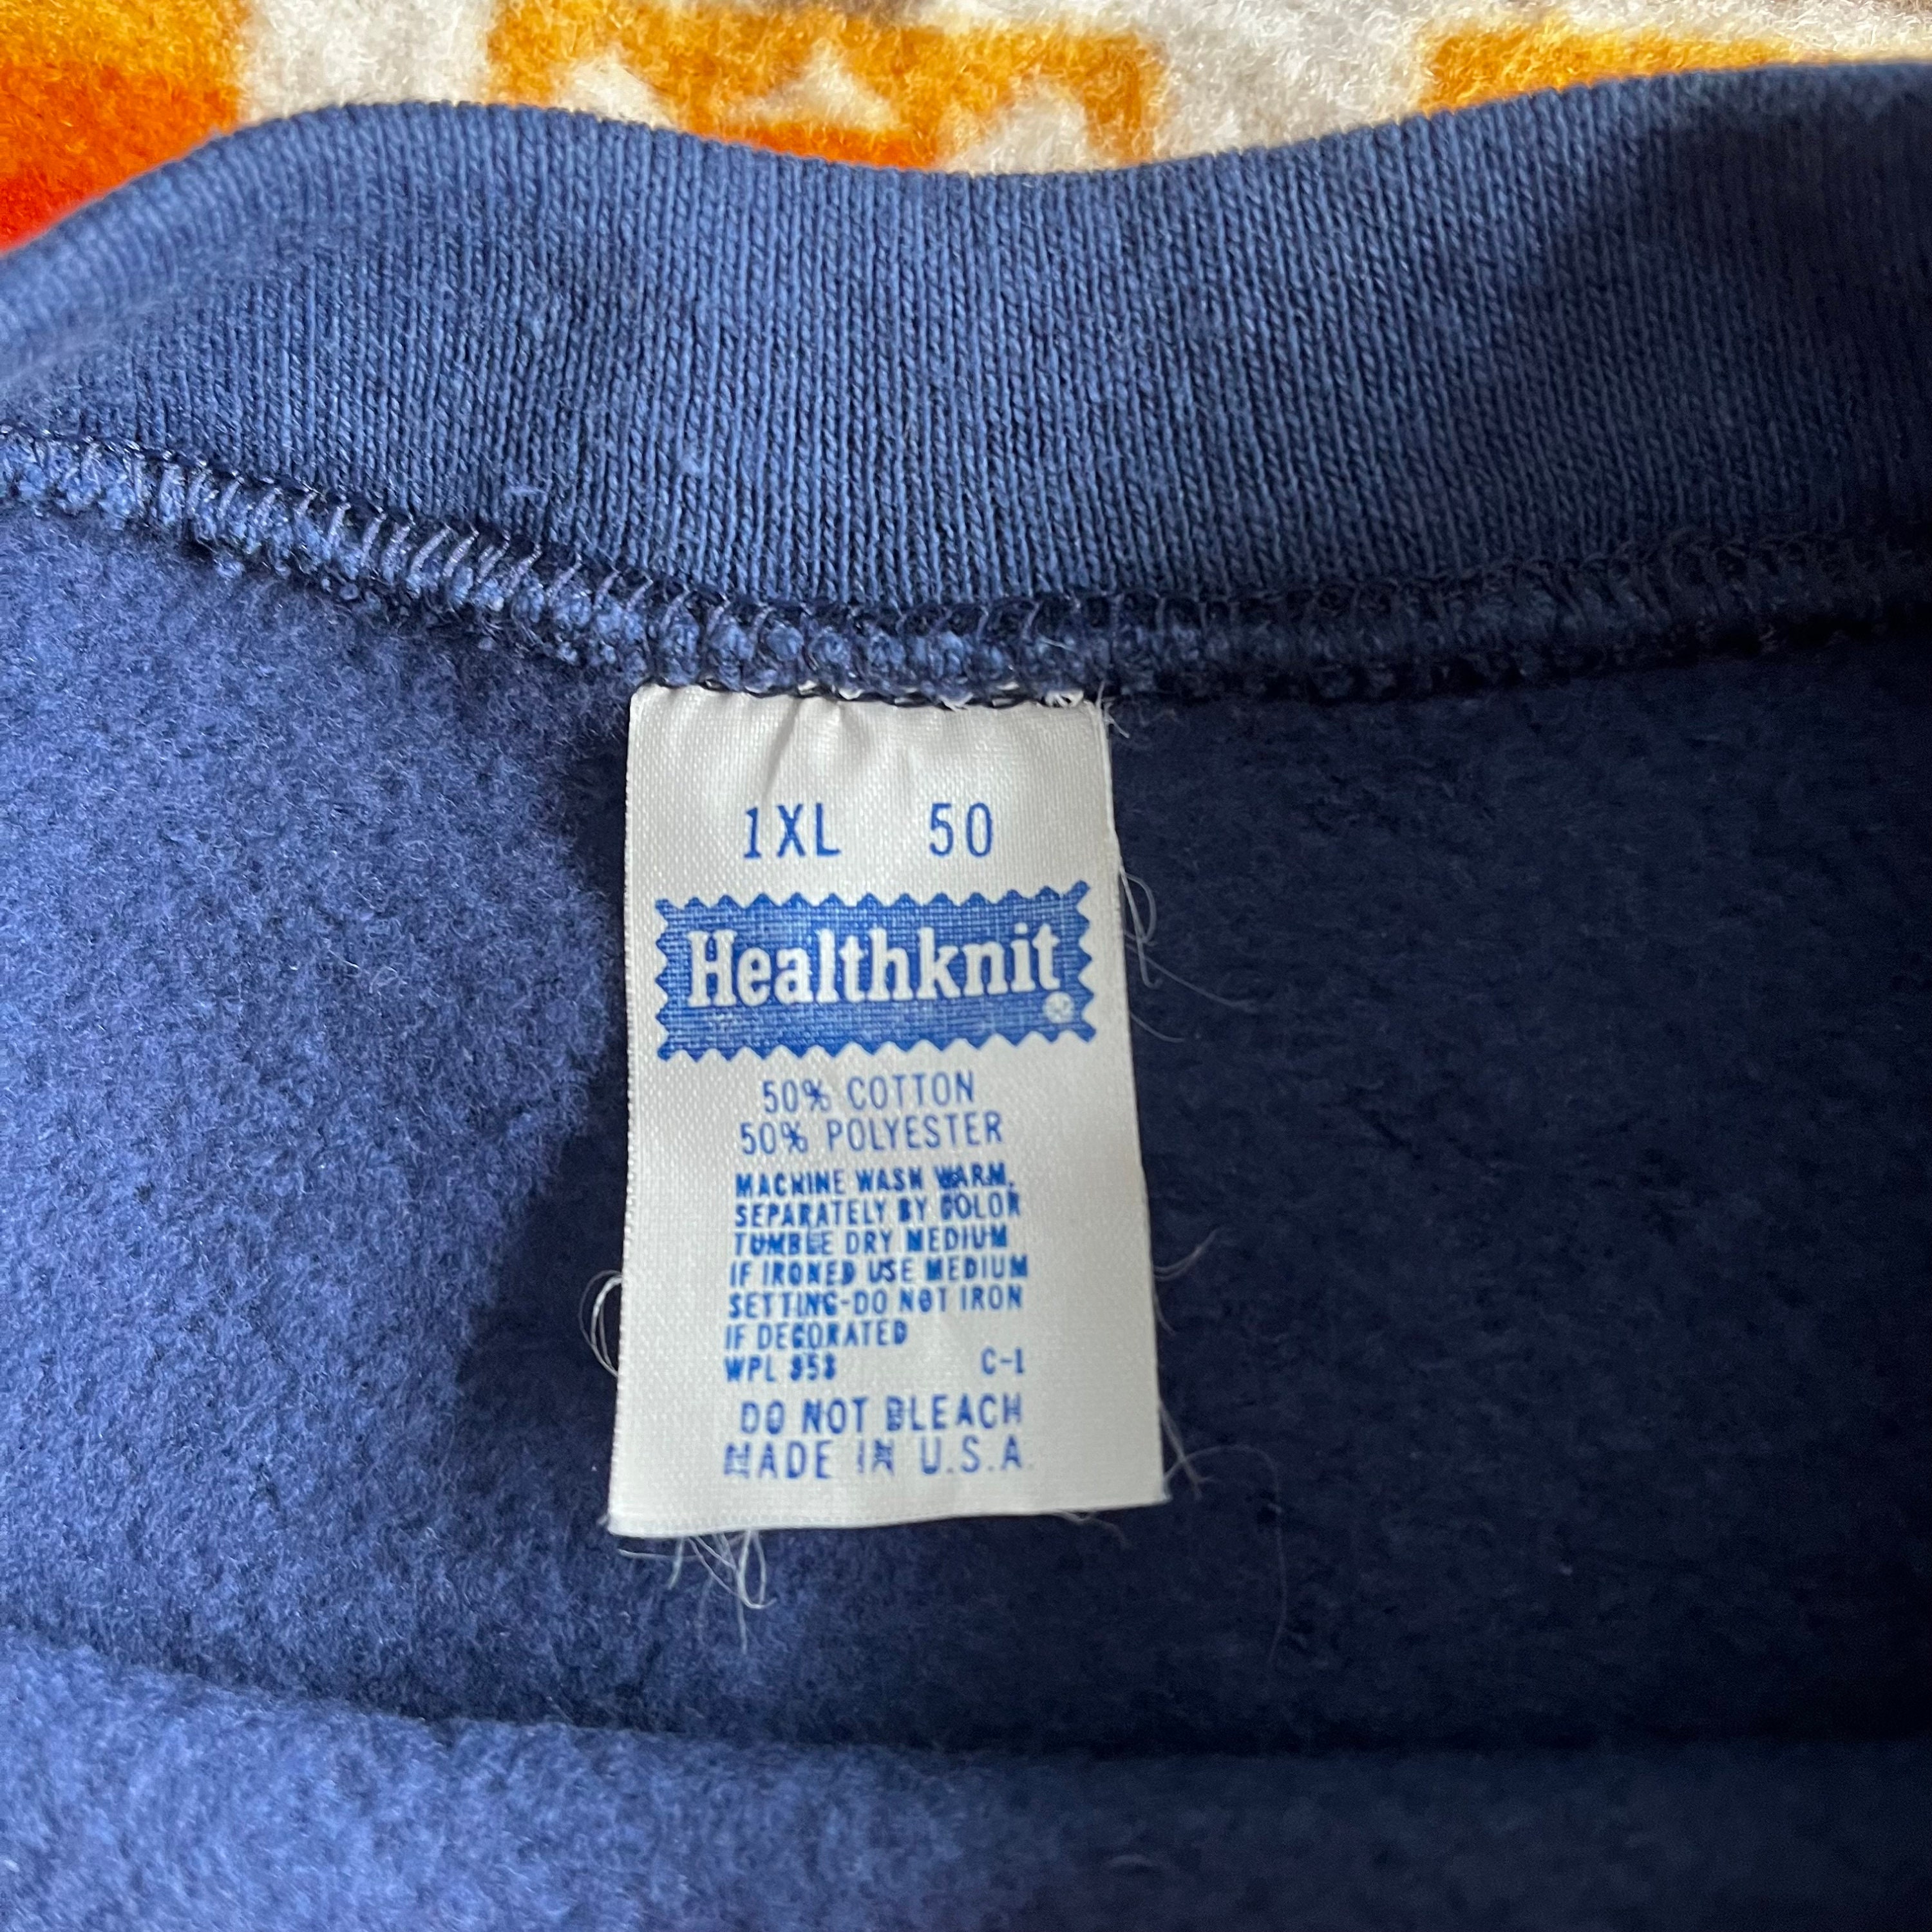 1XL 50
Healthknit®
50% COTTON
50% POLYESTER
MACHINE WASH WARM,
SEPARATELY BY COLOR
TUMBLE DRY MEDIUM
IF IRONED USE MEDIUM
SETTING-DO NOT IRON
IF DECORATED
WPL C-1
DO NOT BLEACH
MADE IN U.S.A.